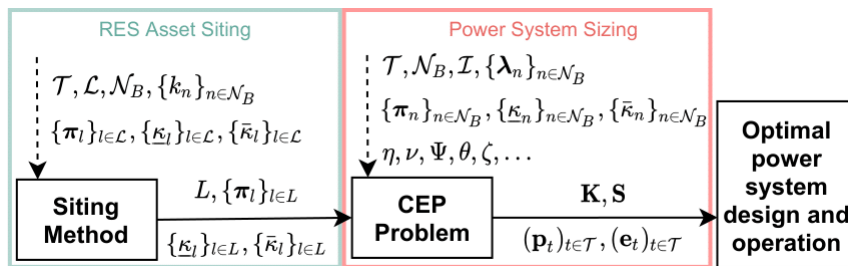 RES Asset Siting
𝒯, ℒ, 𝒩_B, {k_n}_{n∈𝒩_B}
{π_l}_{l∈ℒ}, {κ̲_l}_{l∈ℒ}, {κ̄_l}_{l∈ℒ}
Siting
Method
L, {π_l}_{l∈L}
{κ̲_l}_{l∈L}, {κ̄_l}_{l∈L}
Power System Sizing
𝒯, 𝒩_B, ℐ, {λ_n}_{n∈𝒩_B}
{π_n}_{n∈𝒩_B}, {κ̲_n}_{n∈𝒩_B}, {κ̄_n}_{n∈𝒩_B}
η, ν, Ψ, θ, ζ, …
CEP
Problem
K, S
(p_t)_{t∈𝒯}, (e_t)_{t∈𝒯}
Optimal
power
system
design and
operation